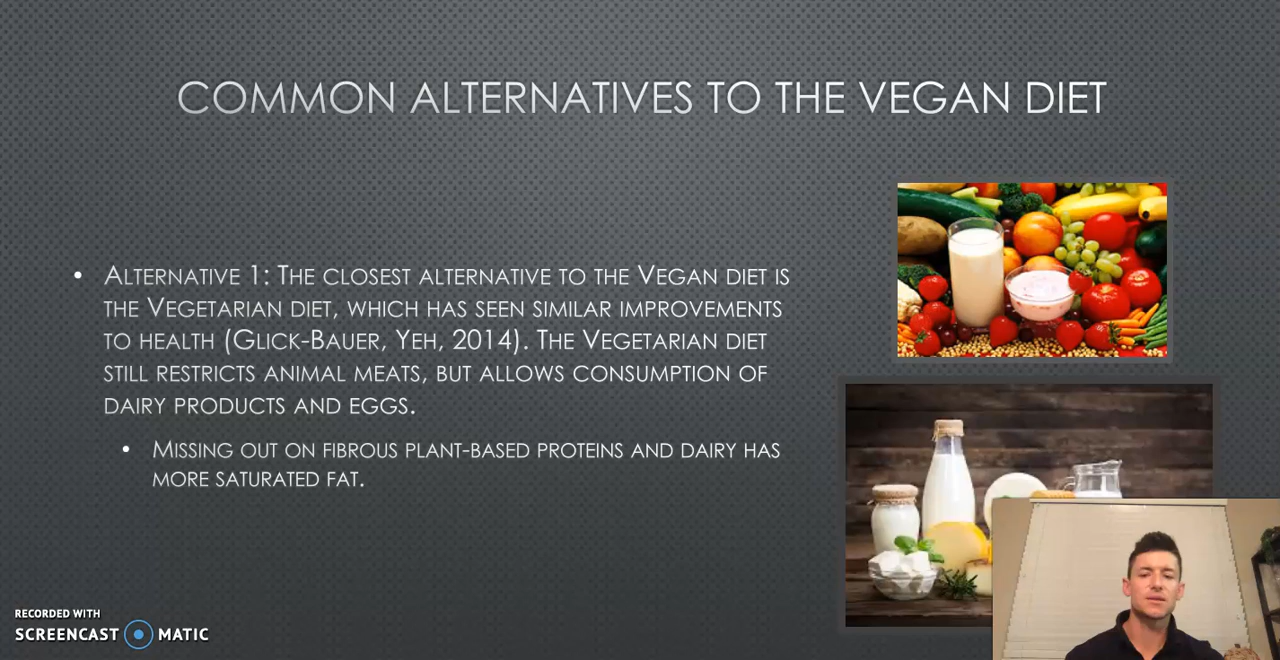 COMMON ALTERNATIVES TO THE VEGAN DIET
• ALTERNATIVE 1: THE CLOSEST ALTERNATIVE TO THE VEGAN DIET IS
THE VEGETARIAN DIET, WHICH HAS SEEN SIMILAR IMPROVEMENTS
TO HEALTH (GLICK-BAUER, YEH, 2014). THE VEGETARIAN DIET
STILL RESTRICTS ANIMAL MEATS, BUT ALLOWS CONSUMPTION OF
DAIRY PRODUCTS AND EGGS.
• MISSING OUT ON FIBROUS PLANT-BASED PROTEINS AND DAIRY HAS
MORE SATURATED FAT.
RECORDED WITH
SCREENCAST MATIC